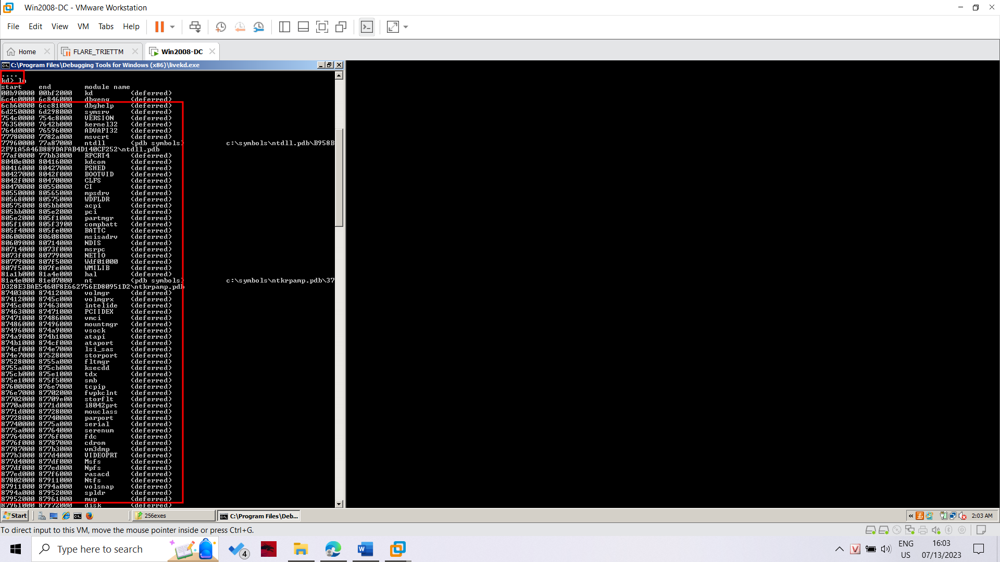 Win2008-DC - VMware Workstation
File Edit View VM Tabs Help
Home FLARE_TRIETTM Win2008-DC
C:\Program Files\Debugging Tools for Windows (x86)\livekd.exe
....
kd> lm
start end module name
00b90000 00bf2000 kd (deferred)
6c4c0000 6c846000 dbgeng (deferred)
6cb60000 6cc81000 dbghelp (deferred)
6d250000 6d298000 symsrv (deferred)
754c0000 754c8000 VERSION (deferred)
76350000 7642b000 kernel32 (deferred)
764d0000 76596000 ADVAPI32 (deferred)
77780000 7782a000 msvcrt (deferred)
77960000 77a87000 ntdll (pdb symbols) c:\symbols\ntdll.pdb\B958B
2F91A5A46B889DAFAB4D140CF252\ntdll.pdb
77af0000 77bb3000 RPCRT4 (deferred)
8040e000 80416000 kdcom (deferred)
80416000 80427000 PSHED (deferred)
80427000 8042f000 BOOTVID (deferred)
8042f000 80470000 CLFS (deferred)
80470000 80550000 CI (deferred)
80550000 80565000 mpsdrv (deferred)
80568000 80575000 WDFLDR (deferred)
80575000 805bb000 acpi (deferred)
805bb000 805e2000 pci (deferred)
805e2000 805f1000 partmgr (deferred)
805f1000 805f3900 compbatt (deferred)
805f4000 805fe000 BATTC (deferred)
80600000 80608000 msisadrv (deferred)
80609000 80714000 NDIS (deferred)
80714000 8073f000 msrpc (deferred)
8073f000 80779000 NETIO (deferred)
80779000 807f5000 Wdf01000 (deferred)
807f5000 807fe000 WMILIB (deferred)
81a1b000 81a4e000 hal (deferred)
81a4e000 81e07000 nt (pdb symbols) c:\symbols\ntkrpamp.pdb\37
D328E3BAE5460F8E662756ED80951D2\ntkrpamp.pdb
87403000 87412000 volmgr (deferred)
87412000 8745c000 volmgrx (deferred)
8745c000 87463000 intelide (deferred)
87463000 87471000 PCIIDEX (deferred)
87471000 87486000 vmci (deferred)
87486000 87496000 mountmgr (deferred)
87496000 874a9000 vsock (deferred)
874a9000 874b1000 atapi (deferred)
874b1000 874cf000 ataport (deferred)
874cf000 874e7000 lsi_sas (deferred)
874e7000 87528000 storport (deferred)
87528000 8755a000 fltmgr (deferred)
8755a000 875cb000 ksecdd (deferred)
875cb000 875e1000 tdx (deferred)
875e1000 875f5000 smb (deferred)
87600000 876e7000 tcpip (deferred)
876e7000 87702000 fwpkclnt (deferred)
87702000 87709e00 storflt (deferred)
8770a000 8771d000 i8042prt (deferred)
8771d000 87728000 mouclass (deferred)
87728000 87740000 parport (deferred)
87740000 8775a000 serial (deferred)
8775a000 87764000 serenum (deferred)
87764000 8776f000 fdc (deferred)
8776f000 87787000 cdrom (deferred)
87787000 877b3000 vm3dmp (deferred)
877b3000 877d4000 VIDEOPRT (deferred)
877d4000 877df000 Msfs (deferred)
877df000 877ed000 Npfs (deferred)
877ed000 877f6000 rasacd (deferred)
87802000 87911000 Ntfs (deferred)
87911000 8794a000 volsnap (deferred)
8794a000 87952000 spldr (deferred)
87952000 87961000 mup (deferred)
87961000 87972000 disk (deferred)
Start 256exes C:\Program Files\Deb... 2:03 AM
To direct input to this VM, move the mouse pointer inside or press Ctrl+G.
Type here to search 4 ENG 16:03
US 07/13/2023